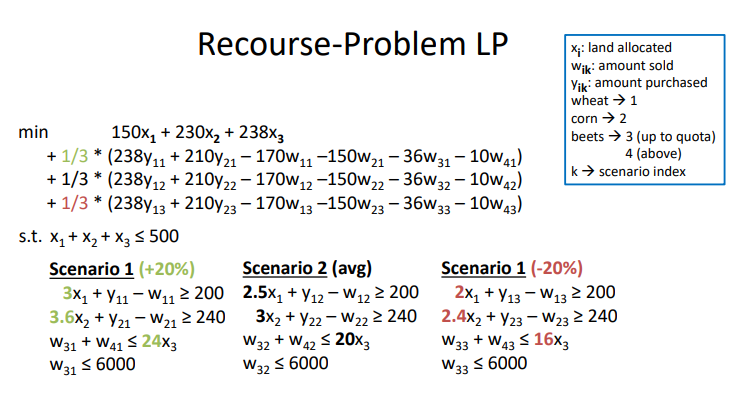 Recourse-Problem LP
xi: land allocated
wik: amount sold
yik: amount purchased
wheat → 1
corn → 2
beets → 3 (up to quota)
4 (above)
k → scenario index
min 150x1 + 230x2 + 238x3
+ 1/3 * (238y11 + 210y21 – 170w11 –150w21 – 36w31 – 10w41)
+ 1/3 * (238y12 + 210y22 – 170w12 –150w22 – 36w32 – 10w42)
+ 1/3 * (238y13 + 210y23 – 170w13 –150w23 – 36w33 – 10w43)
s.t. x1 + x2 + x3 ≤ 500
Scenario 1 (+20%)
3x1 + y11 – w11 ≥ 200
3.6x2 + y21 – w21 ≥ 240
w31 + w41 ≤ 24x3
w31 ≤ 6000
Scenario 2 (avg)
2.5x1 + y12 – w12 ≥ 200
3x2 + y22 – w22 ≥ 240
w32 + w42 ≤ 20x3
w32 ≤ 6000
Scenario 1 (-20%)
2x1 + y13 – w13 ≥ 200
2.4x2 + y23 – w23 ≥ 240
w33 + w43 ≤ 16x3
w33 ≤ 6000